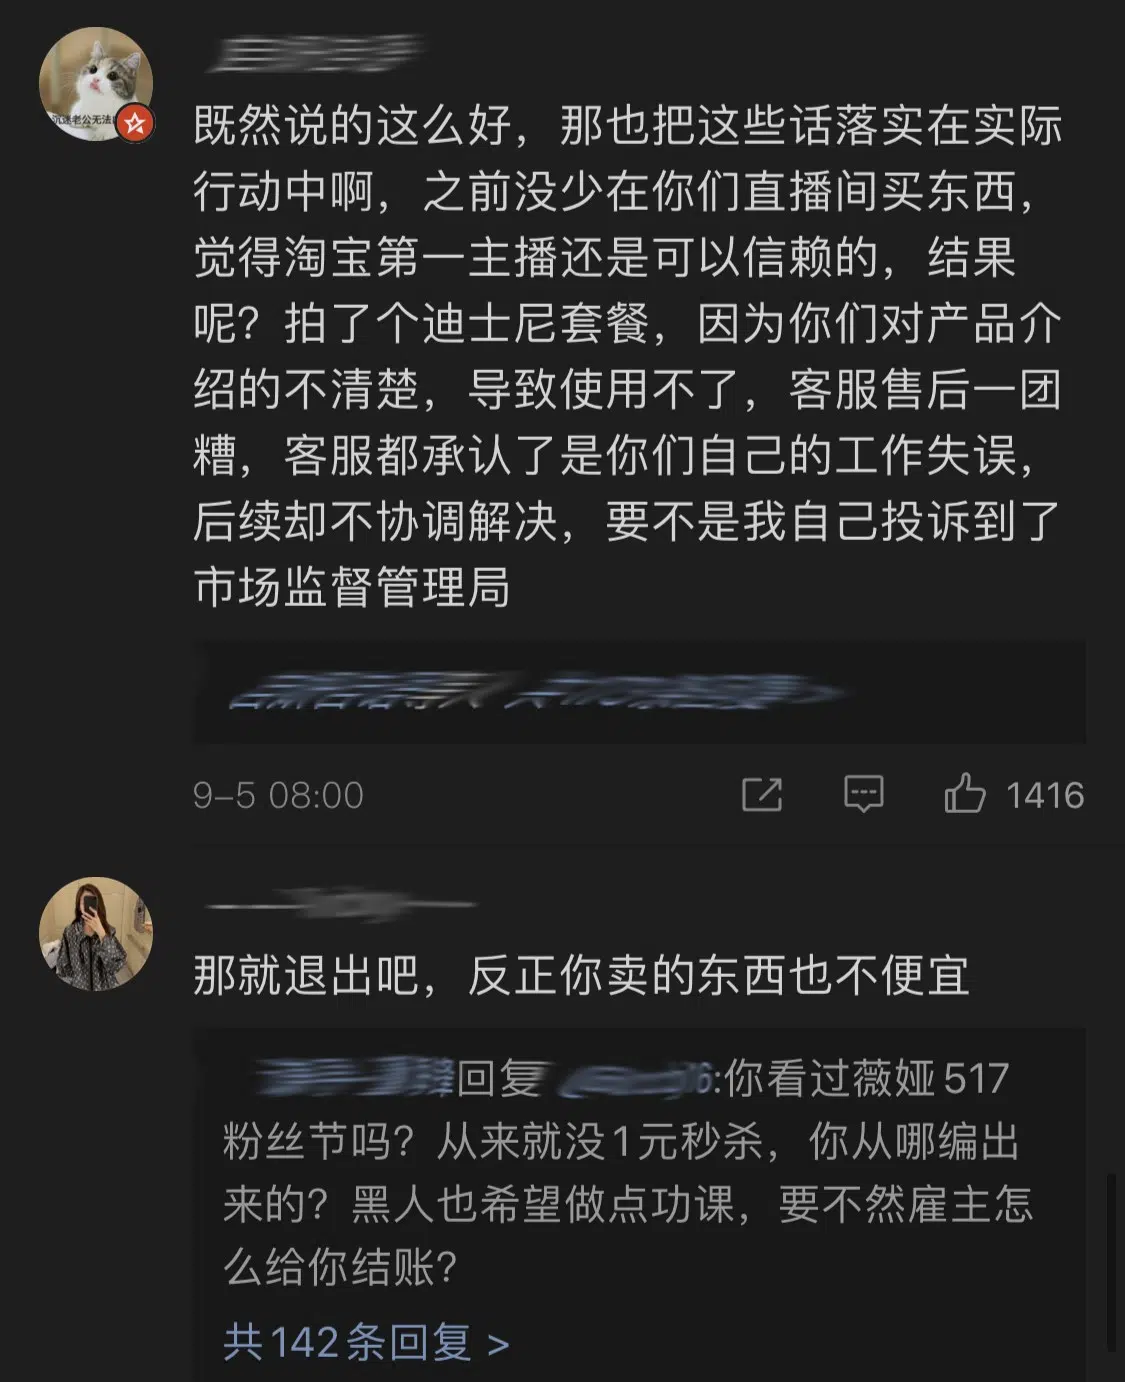 既然说的这么好，那也把这些话落实在实际
行动中啊，之前没少在你们直播间买东西，
觉得淘宝第一主播还是可以信赖的，结果
呢？拍了个迪士尼套餐，因为你们对产品介
绍的不清楚，导致使用不了，客服售后一团
糟，客服都承认了是你们自己的工作失误，
后续却不协调解决，要不是我自己投诉到了
市场监督管理局
9-5 08:00
1416
那就退出吧，反正你卖的东西也不便宜
回复:你看过薇娅517
粉丝节吗？从来就没1元秒杀，你从哪编出
来的？黑人也希望做点功课，要不然雇主怎
么给你结账？
共142条回复 >